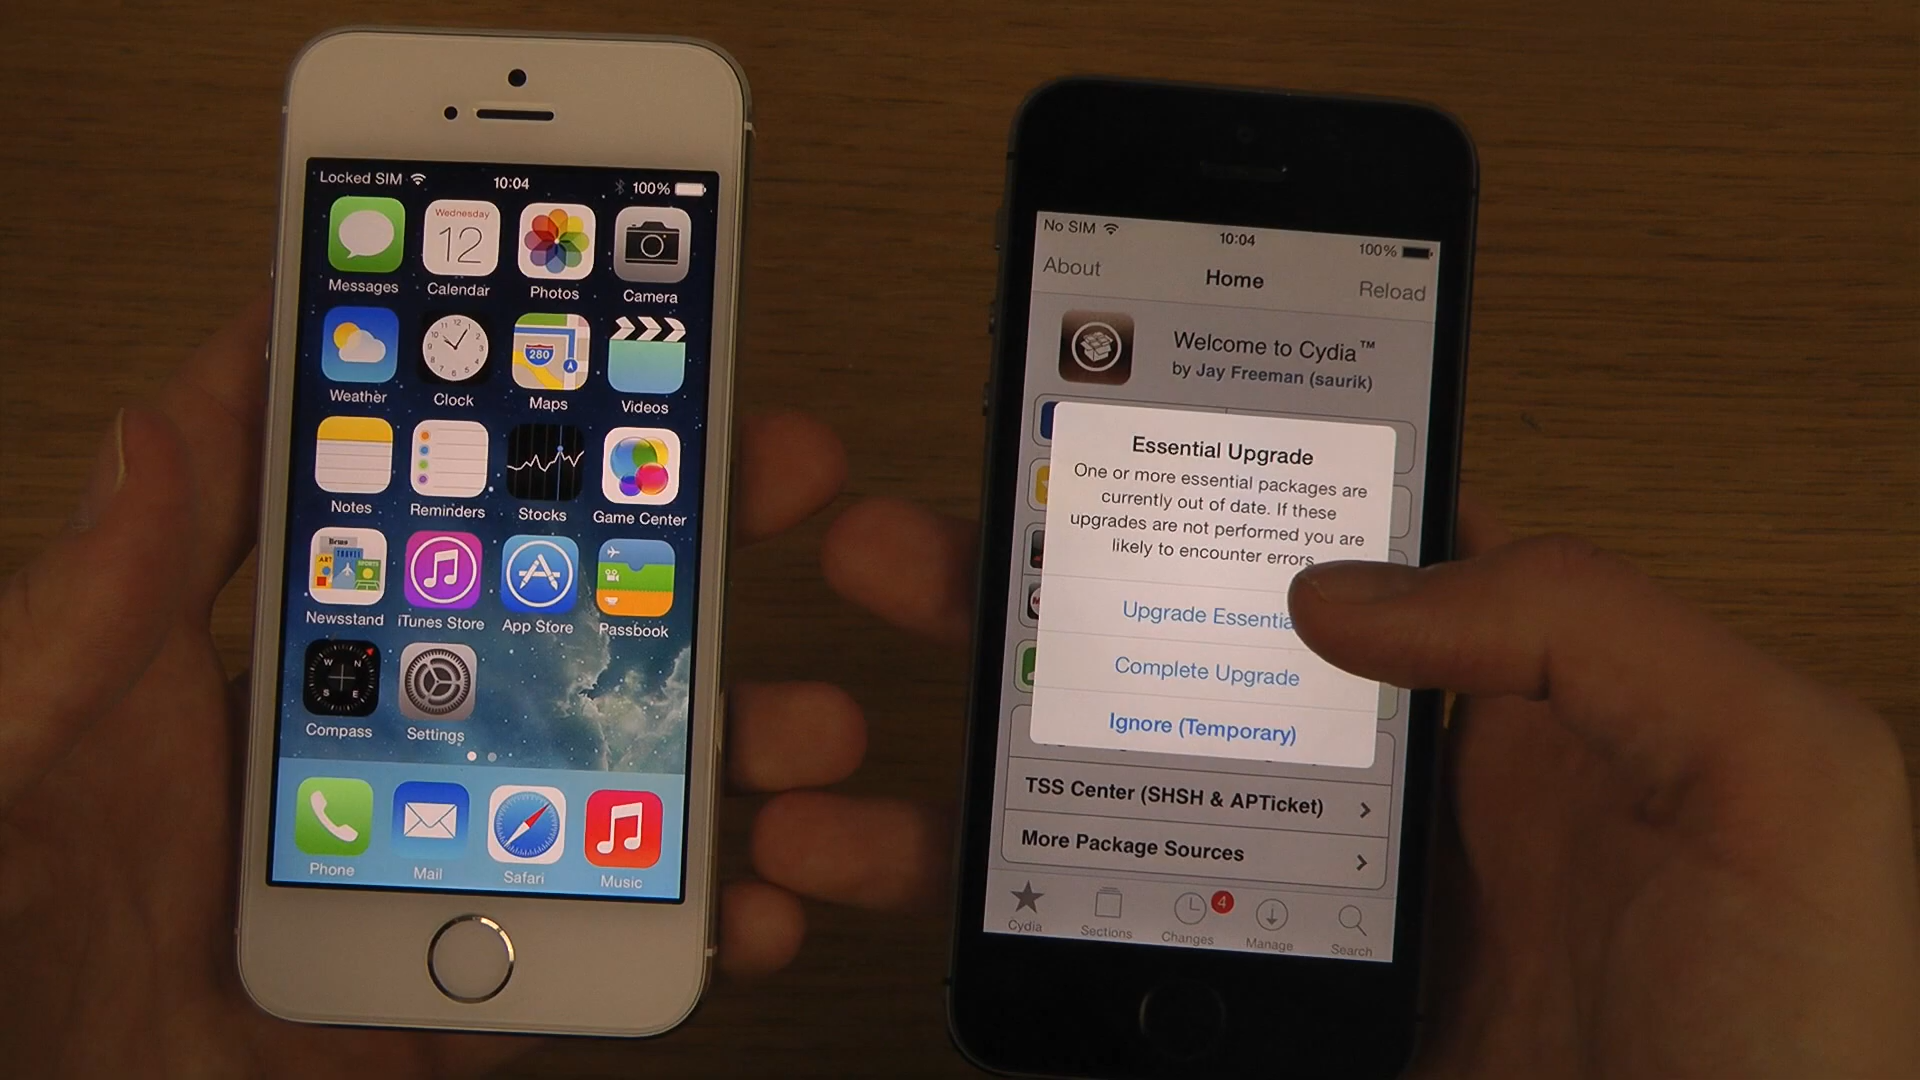 Locked SIM 10:04 100%
Wednesday
12
Messages Calendar Photos Camera
280
Weather Clock Maps Videos
Notes Reminders Stocks Game Center
Newsstand iTunes Store App Store Passbook
W N
S E
Compass Settings
Phone Mail Safari Music
No SIM 10:04 100%
About Home Reload
Welcome to Cydia™
by Jay Freeman (saurik)
Essential Upgrade
One or more essential packages are
currently out of date. If these
upgrades are not performed you are
likely to encounter errors.
Upgrade Essentia
Complete Upgrade
Ignore (Temporary)
TSS Center (SHSH & APTicket)
More Package Sources
4
Cydia Sections Changes Manage Search